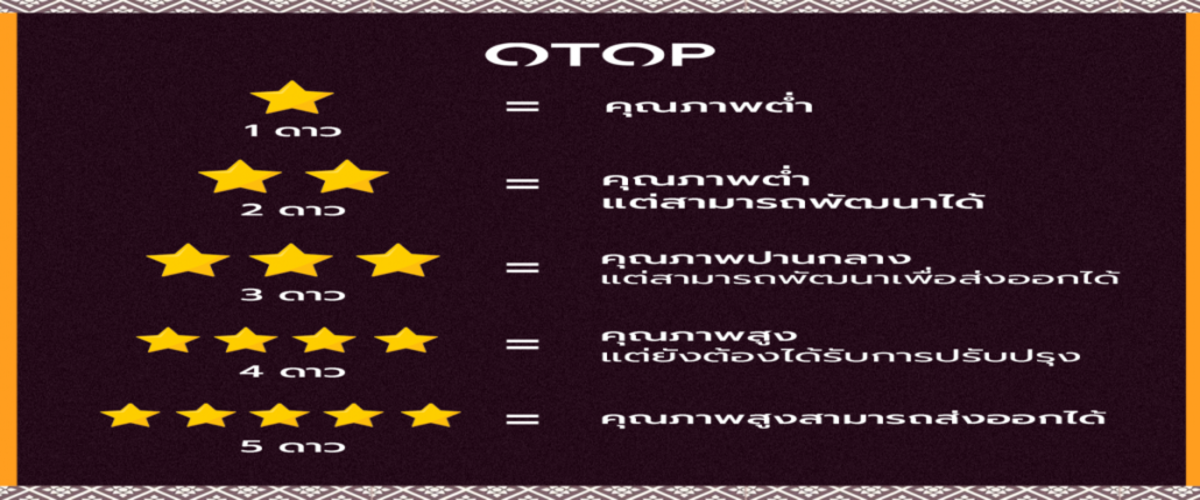 OTOP
1 ดาว
=
คุณภาพต่ำ
2 ดาว
=
คุณภาพต่ำ
แต่สามารถพัฒนาได้
3 ดาว
=
คุณภาพปานกลาง
แต่สามารถพัฒนาเพื่อส่งออกได้
4 ดาว
=
คุณภาพสูง
แต่ยังต้องได้รับการปรับปรุง
5 ดาว
=
คุณภาพสูงสามารถส่งออกได้